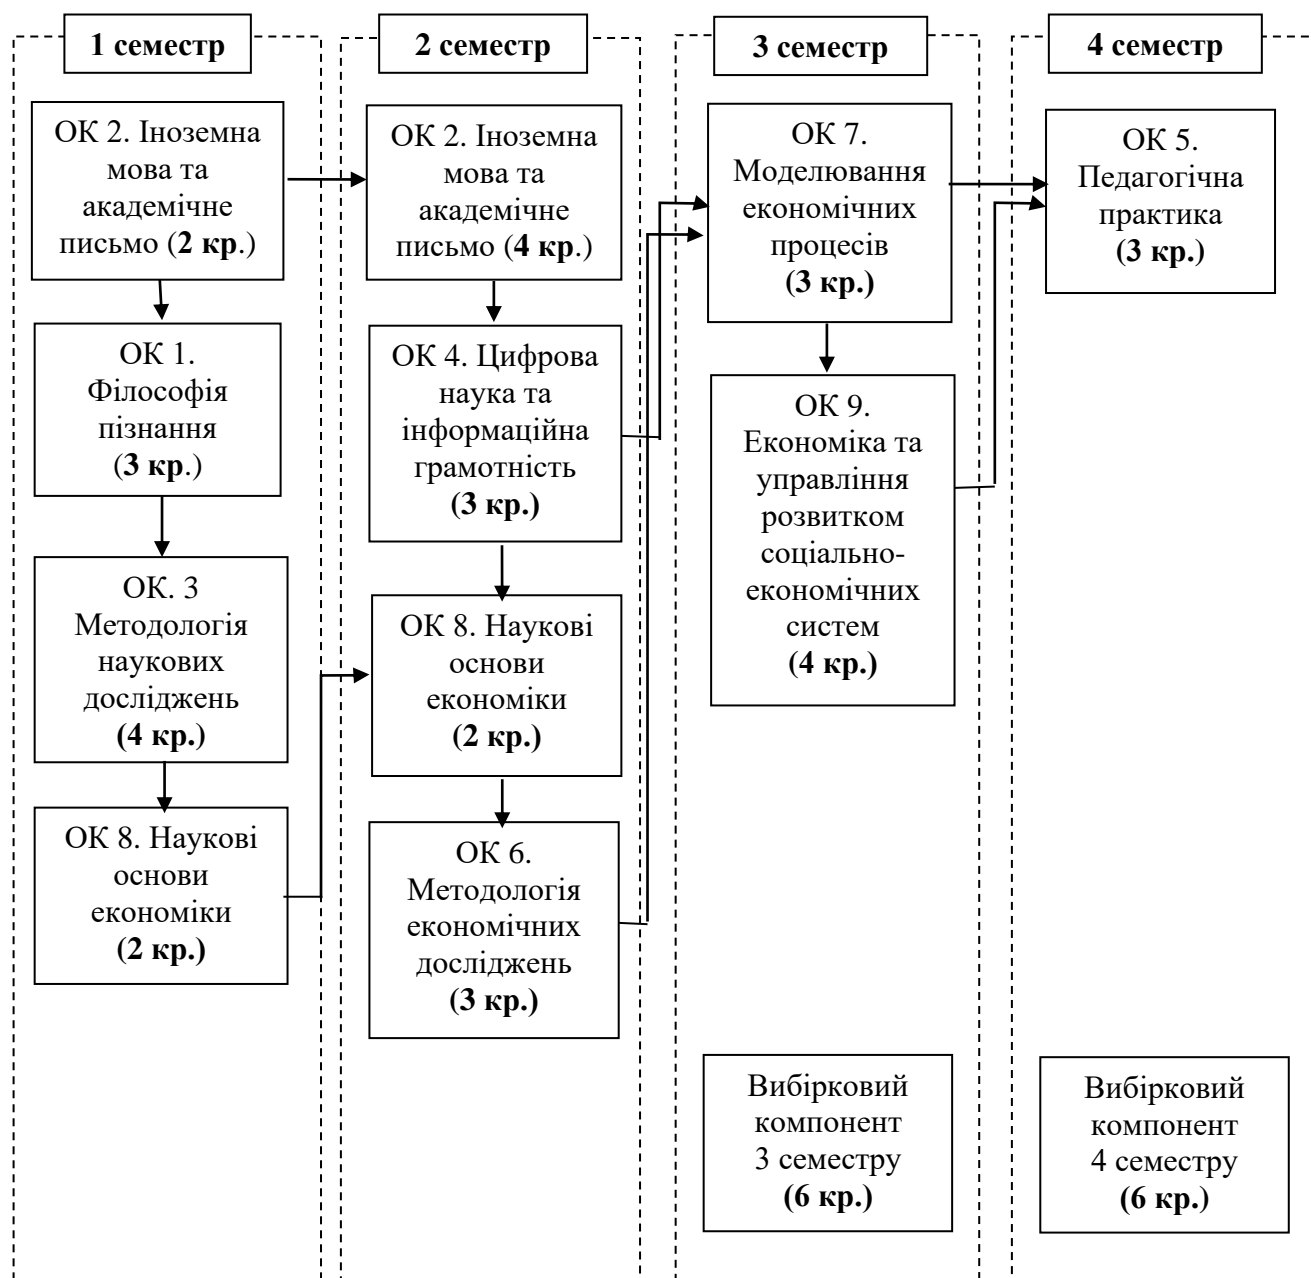 1 семестр
ОК 2. Іноземна
мова та
академічне
письмо (2 кр.)
ОК 1.
Філософія
пізнання
(3 кр.)
ОК. 3
Методологія
наукових
досліджень
(4 кр.)
ОК 8. Наукові
основи
економіки
(2 кр.)
2 семестр
ОК 2. Іноземна
мова та
академічне
письмо (4 кр.)
ОК 4. Цифрова
наука та
інформаційна
грамотність
(3 кр.)
ОК 8. Наукові
основи
економіки
(2 кр.)
ОК 6.
Методологія
економічних
досліджень
(3 кр.)
3 семестр
ОК 7.
Моделювання
економічних
процесів
(3 кр.)
ОК 9.
Економіка та
управління
розвитком
соціально-
економічних
систем
(4 кр.)
Вибірковий
компонент
3 семестру
(6 кр.)
4 семестр
ОК 5.
Педагогічна
практика
(3 кр.)
Вибірковий
компонент
4 семестру
(6 кр.)